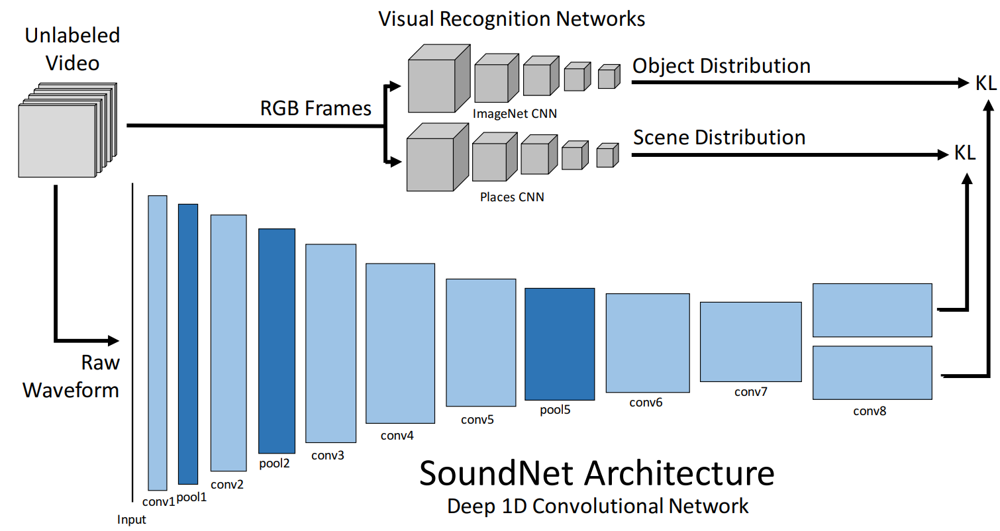 Visual Recognition Networks
Unlabeled
Video
Object Distribution
KL
RGB Frames
ImageNet CNN
Scene Distribution
KL
Places CNN
Raw
Waveform
Input
conv1
pool1
conv2
pool2
conv3
conv4
conv5
pool5
conv6
conv7
conv8
SoundNet Architecture
Deep 1D Convolutional Network